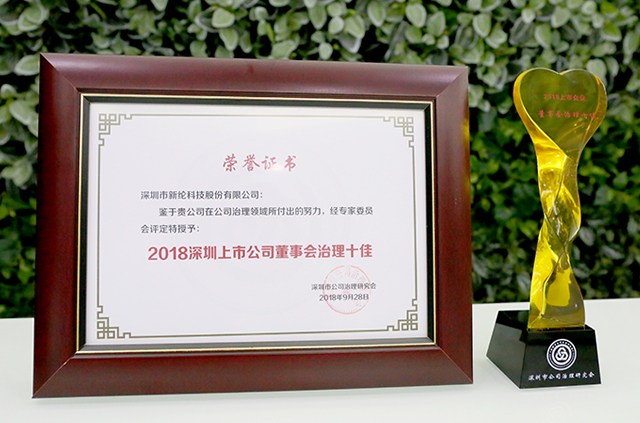 荣誉证书
深圳市新纶科技股份有限公司：
鉴于贵公司在公司治理领域所付出的努力，经专家委员
会评定特授予：
2018深圳上市公司董事会治理十佳
深圳市公司治理研究会
2018年9月28日
2018上市公司
董事会治理十佳
深圳市公司治理研究会